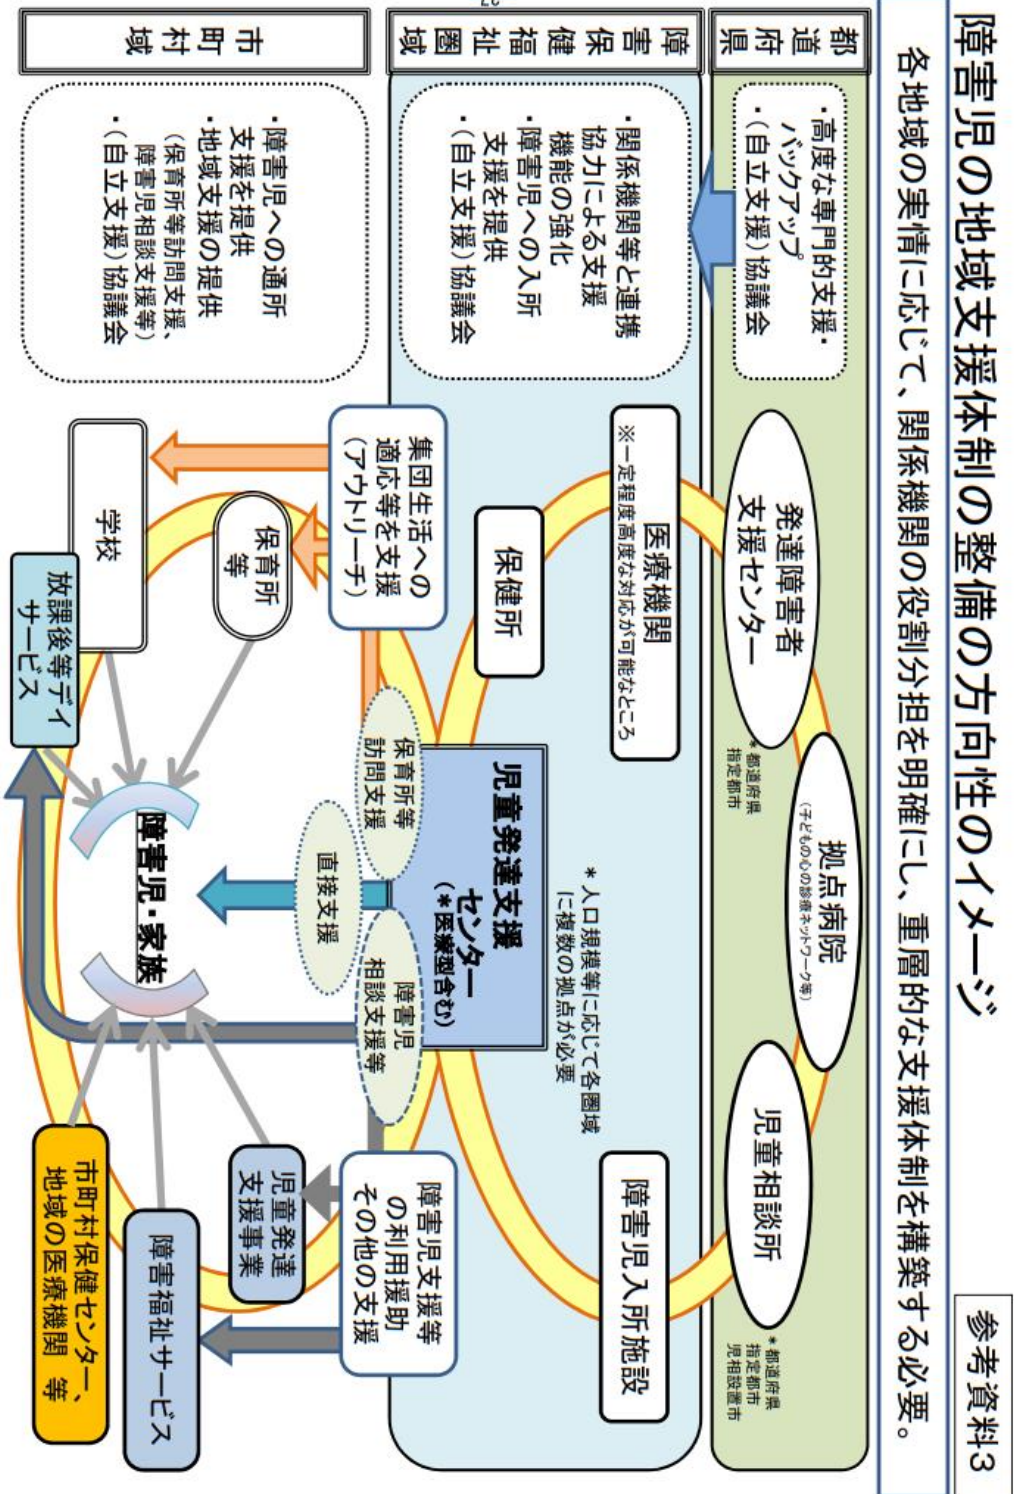 障害児の地域支援体制の整備の方向性のイメージ
参考資料3
各地域の実情に応じて、関係機関の役割分担を明確にし、重層的な支援体制を構築する必要。
都道府県
・高度な専門的支援・
バックアップ
・(自立支援)協議会
発達障害者
支援センター
*都道府県
指定都市
拠点病院
(子どもの心の診療ネットワーク等)
児童相談所
*都道府県
指定都市
児相設置市
障害保健福祉圏域
・関係機関等と連携
協力による支援
機能の強化
・障害児への入所
支援を提供
・(自立支援)協議会
医療機関
※一定程度高度な対応が可能なところ
保健所
*人口規模等に応じて各圏域
に複数の拠点が必要
児童発達支援
センター
(*医療型含む)
障害児入所施設
集団生活への
適応等を支援
(アウトリーチ)
保育所等
訪問支援
直接支援
障害児
相談支援等
障害児支援等
の利用援助
その他の支援
市町村域
・障害児への通所
支援を提供
・地域支援の提供
(保育所等訪問支援、
障害児相談支援等)
・(自立支援)協議会
保育所
等
学校
放課後等デイ
サービス
障害児・家族
児童発達
支援事業
障害福祉サービス
市町村保健センター、
地域の医療機関 等